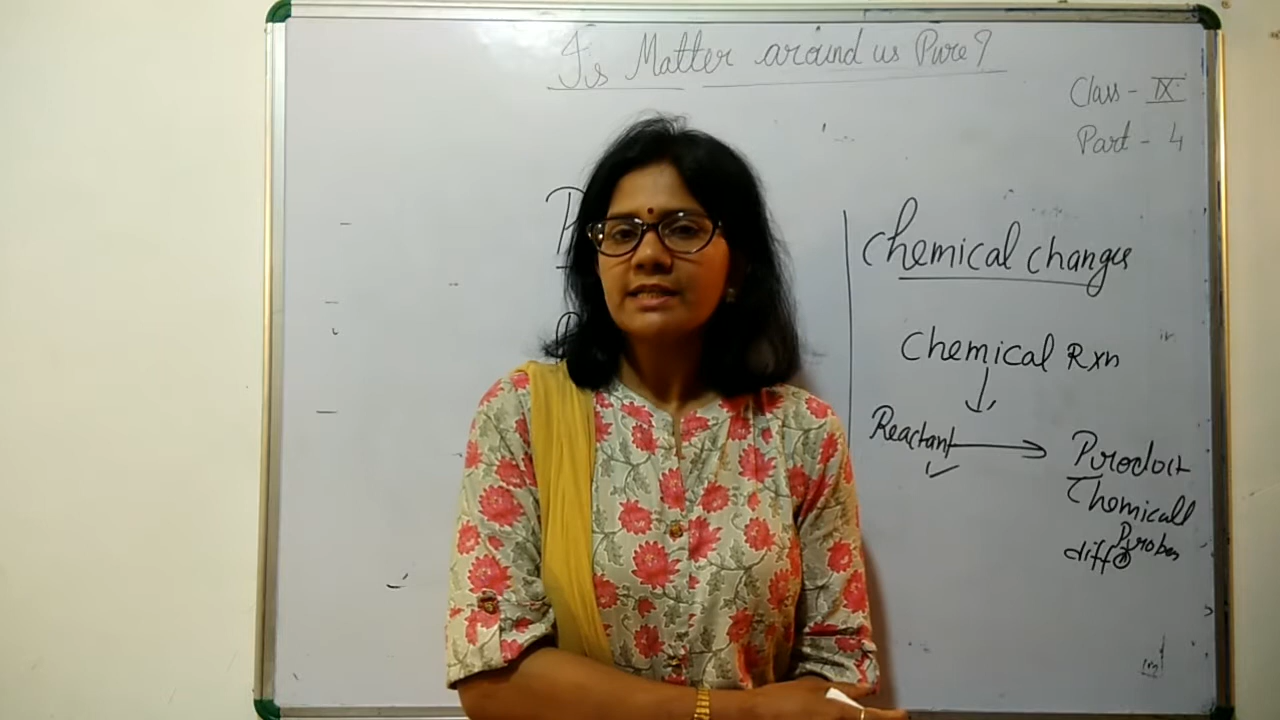 Is Matter around us Pure?
Class - IX
Part - 4
Chemical changes
Chemical Rxn
Reactant
Product
Chemicall
diff